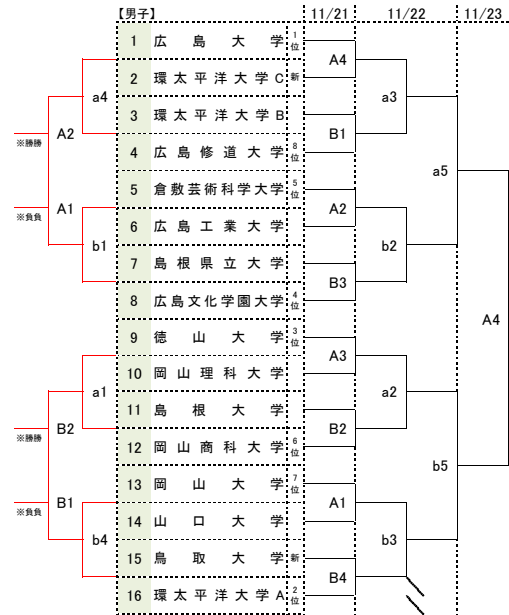 【男子】 11/21 11/22 11/23
1 広島大学 1位
A4
2 環太平洋大学C 新
a4 a3
3 環太平洋大学B
A2 B1
※勝勝
4 広島修道大学 8位
a5
5 倉敷芸術科学大学 5位
※負負 A1 A2
6 広島工業大学
b1 b2
7 島根県立大学
B3
8 広島文化学園大学 4位
A4
9 徳山大学 3位
A3
10 岡山理科大学
a1 a2
11 島根大学
B2 B2
※勝勝
12 岡山商科大学 6位
b5
13 岡山大学 7位
※負負 B1 A1
14 山口大学
b4 b3
15 鳥取大学 新
B4
16 環太平洋大学A 2位